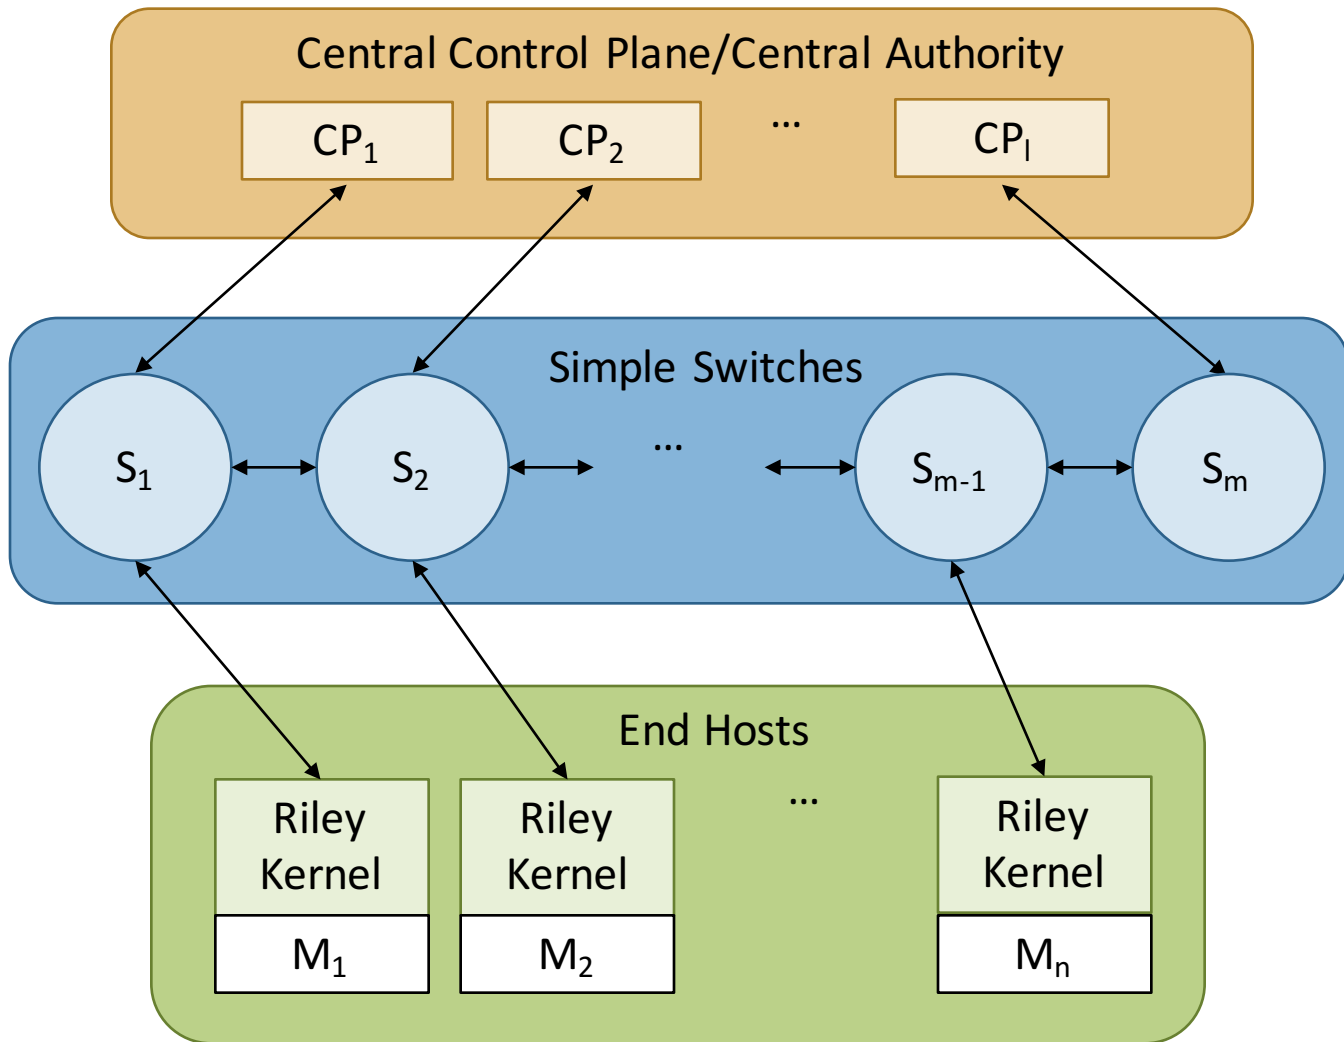 Central Control Plane/Central Authority
CP₁ CP₂ ... CPₗ
Simple Switches
S₁ S₂ ... Sₘ₋₁ Sₘ
End Hosts
Riley Riley ... Riley
Kernel Kernel Kernel
M₁ M₂ Mₙ